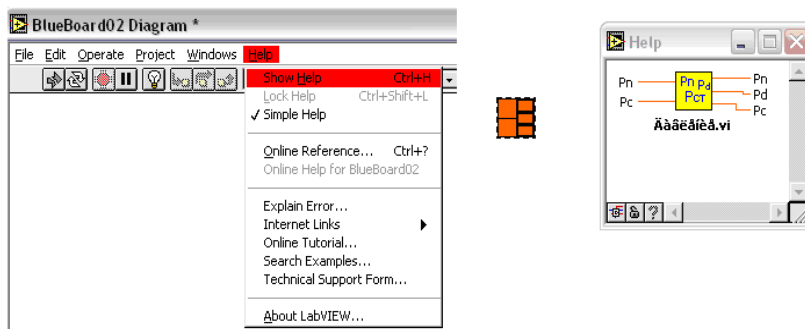 BlueBoard02 Diagram *
File Edit Operate Project Windows Help
Show Help Ctrl+H
Lock Help Ctrl+Shift+L
✓ Simple Help
Online Reference... Ctrl+?
Online Help for BlueBoard02
Explain Error...
Internet Links
Online Tutorial...
Search Examples...
Technical Support Form...
About LabVIEW...
Help
Pn Pn Pd Pn
Pc Рст Pd
Pc
Äàâëåíèå.vi
?